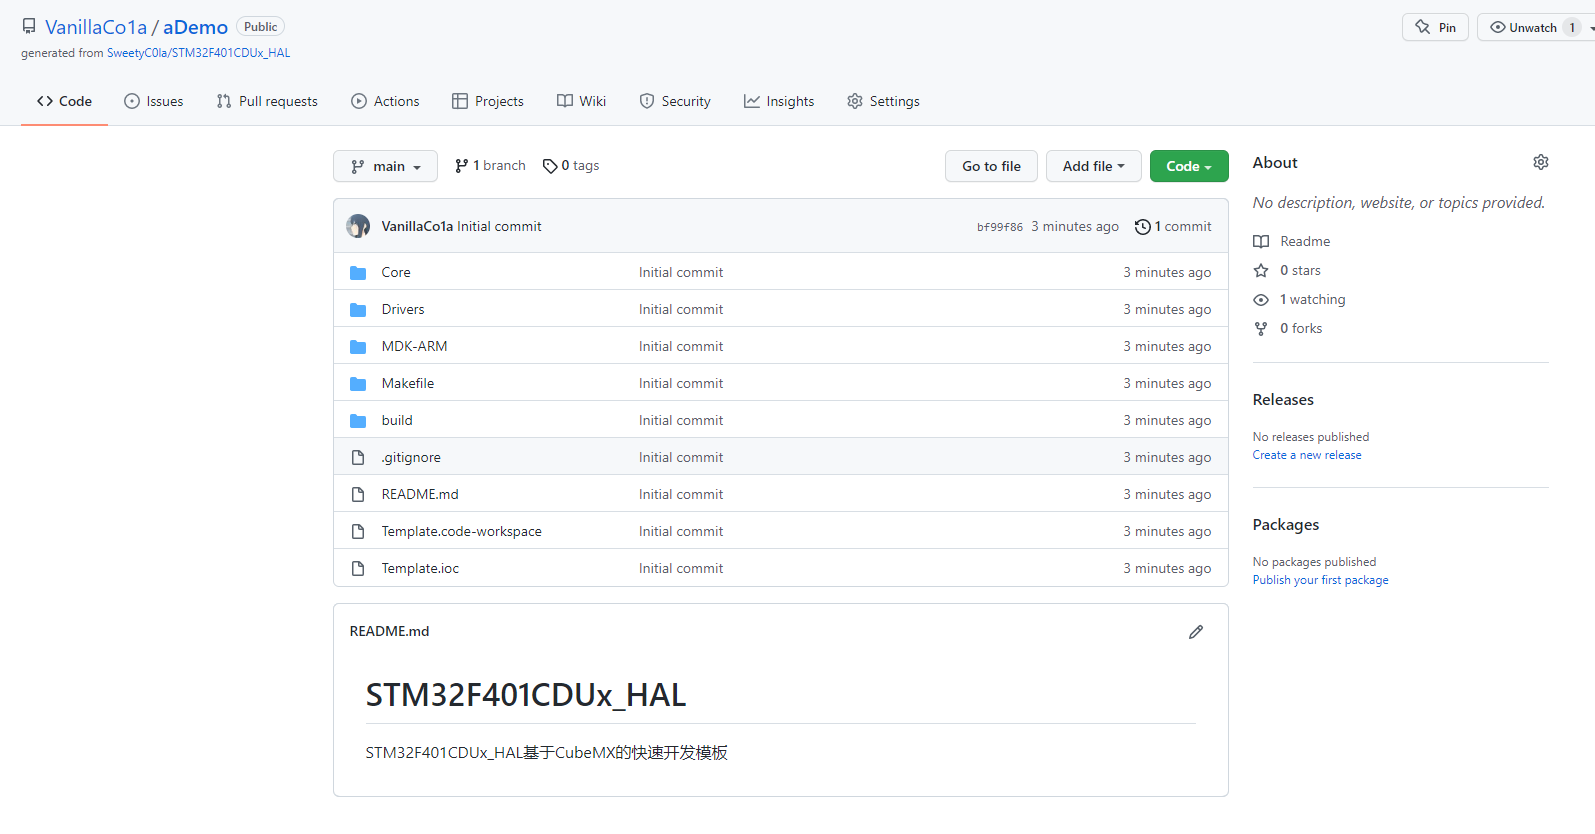 VanillaCo1a / aDemo Public
generated from SweetyC0la/STM32F401CDUx_HAL
Pin
Unwatch 1
Code Issues Pull requests Actions Projects Wiki Security Insights Settings
main 1 branch 0 tags
Go to file Add file Code
VanillaCo1a Initial commit bf99f86 3 minutes ago 1 commit
Core Initial commit 3 minutes ago
Drivers Initial commit 3 minutes ago
MDK-ARM Initial commit 3 minutes ago
Makefile Initial commit 3 minutes ago
build Initial commit 3 minutes ago
.gitignore Initial commit 3 minutes ago
README.md Initial commit 3 minutes ago
Template.code-workspace Initial commit 3 minutes ago
Template.ioc Initial commit 3 minutes ago
README.md
STM32F401CDUx_HAL
STM32F401CDUx_HAL基于CubeMX的快速开发模板
About
No description, website, or topics provided.
Readme
0 stars
1 watching
0 forks
Releases
No releases published
Create a new release
Packages
No packages published
Publish your first package